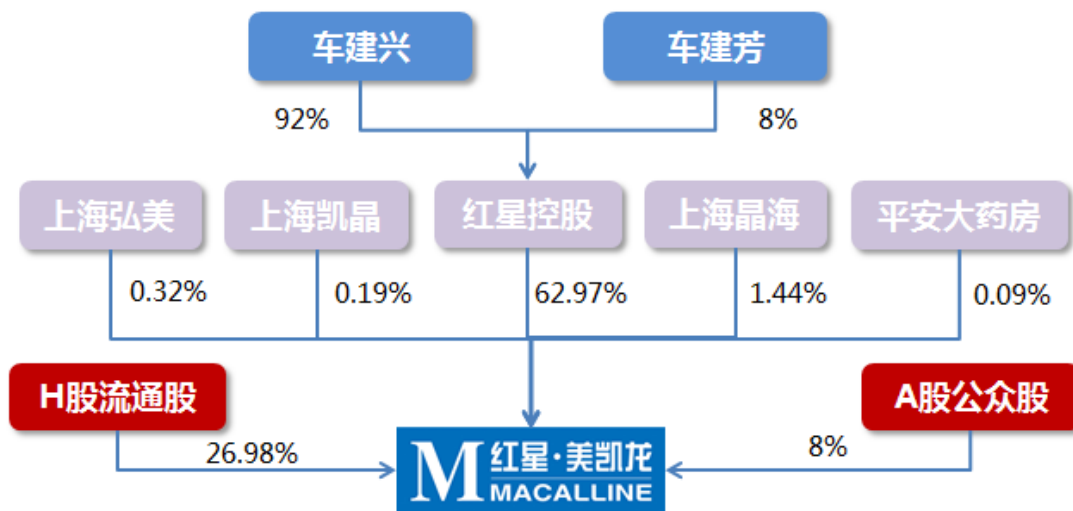 车建兴
车建芳
92%
8%
上海弘美
上海凯晶
红星控股
上海晶海
平安大药房
0.32%
0.19%
62.97%
1.44%
0.09%
H股流通股
A股公众股
26.98%
8%
M 红星·美凯龙
MACALLINE